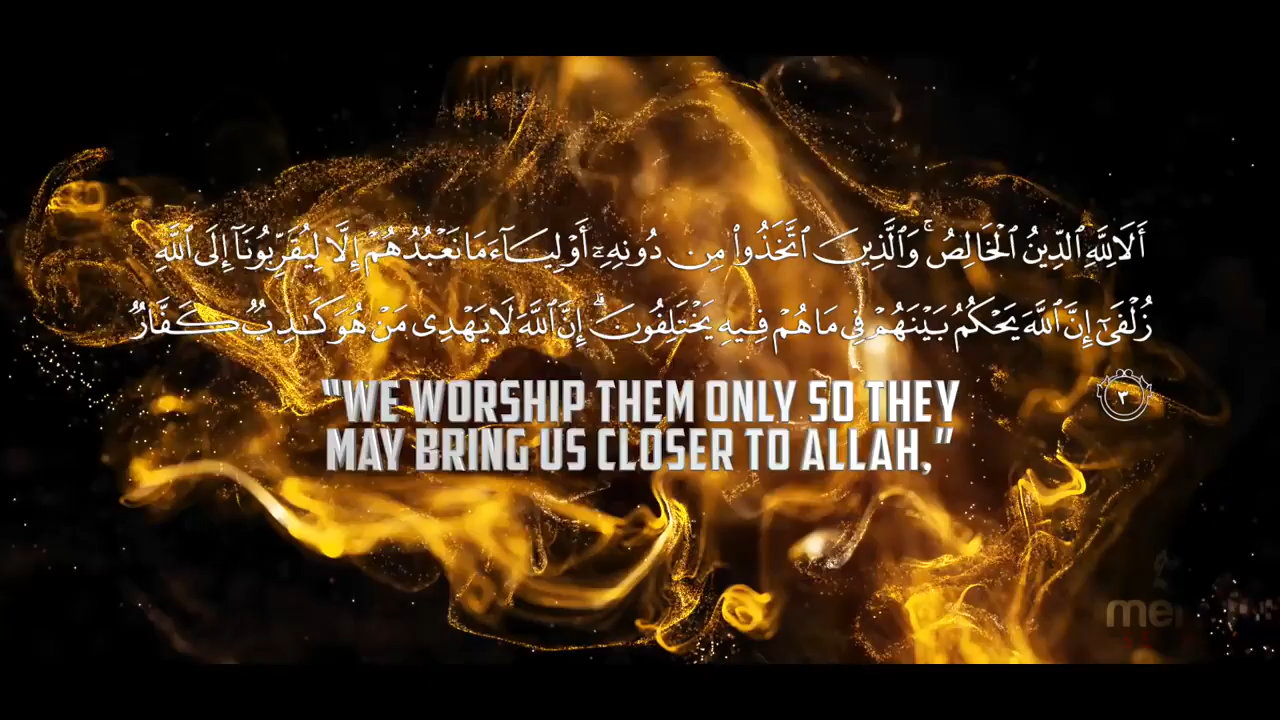 أَلَا لِلَّهِ ٱلدِّينُ ٱلْخَالِصُ ۚ وَٱلَّذِينَ ٱتَّخَذُوا۟ مِن دُونِهِۦٓ أَوْلِيَآءَ مَا نَعْبُدُهُمْ إِلَّا لِيُقَرِّبُونَآ إِلَى ٱللَّهِ
زُلْفَىٰٓ إِنَّ ٱللَّهَ يَحْكُمُ بَيْنَهُمْ فِى مَا هُمْ فِيهِ يَخْتَلِفُونَ ۗ إِنَّ ٱللَّهَ لَا يَهْدِى مَنْ هُوَ كَـٰذِبٌ كَفَّارٌ
٣
"WE WORSHIP THEM ONLY SO THEY
MAY BRING US CLOSER TO ALLAH,"